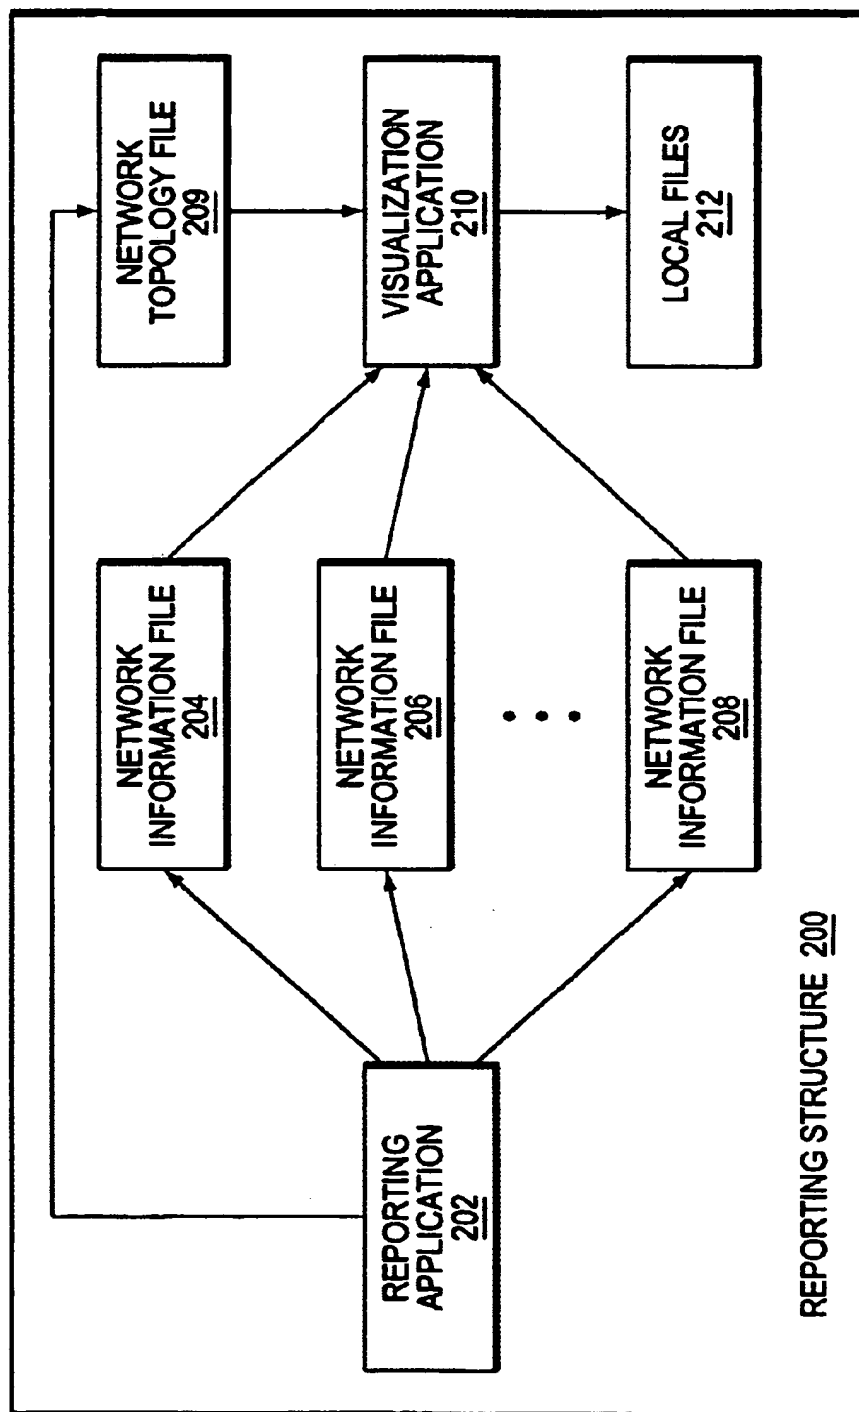 NETWORK
TOPOLOGY FILE
209
NETWORK
INFORMATION FILE
204
REPORTING
APPLICATION
202
NETWORK
INFORMATION FILE
206
VISUALIZATION
APPLICATION
210
NETWORK
INFORMATION FILE
208
LOCAL FILES
212
REPORTING STRUCTURE 200